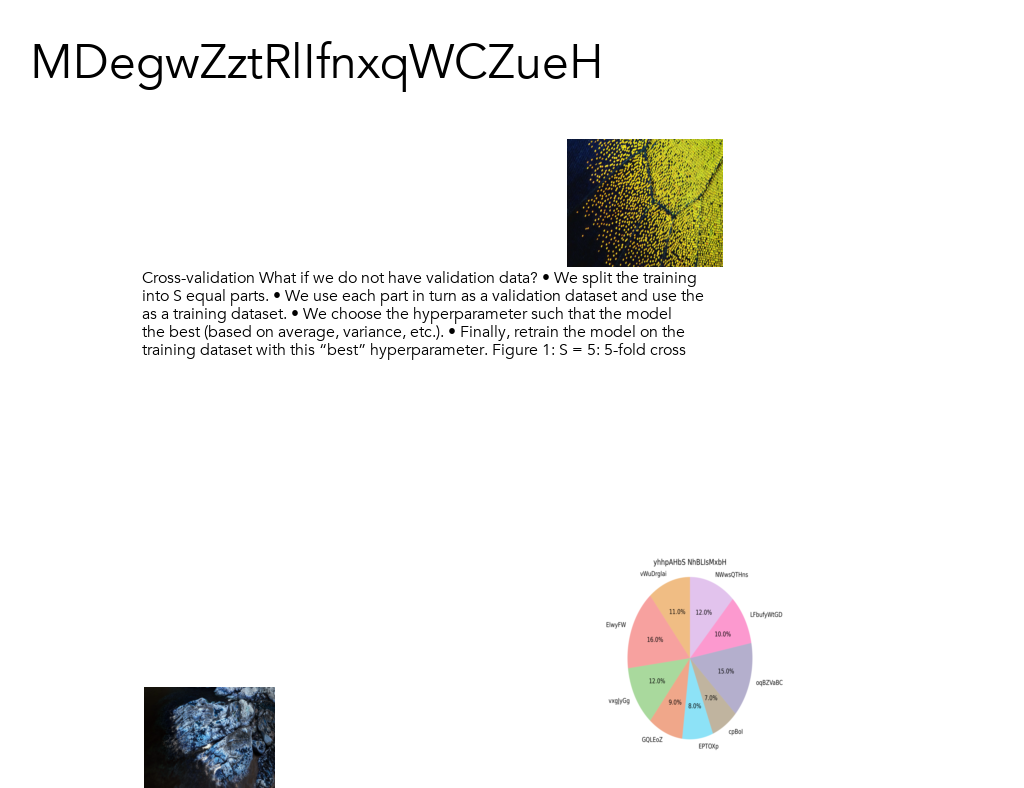 MDegwZztRlIfnxqWCZueH
Cross-validation What if we do not have validation data? • We split the training
into S equal parts. • We use each part in turn as a validation dataset and use the
as a training dataset. • We choose the hyperparameter such that the model
the best (based on average, variance, etc.). • Finally, retrain the model on the
training dataset with this “best” hyperparameter. Figure 1: S = 5: 5-fold cross
yhhpAHbS NhBLIsMxbH
vWuDrgIai
NWwsQTHns
11.0%
12.0%
LFbufyWtGD
ElwyFW
10.0%
16.0%
15.0%
12.0%
oqBZVaBC
7.0%
vxgJyGg
9.0%
8.0%
cpBol
GQLEoZ
EPTOXp